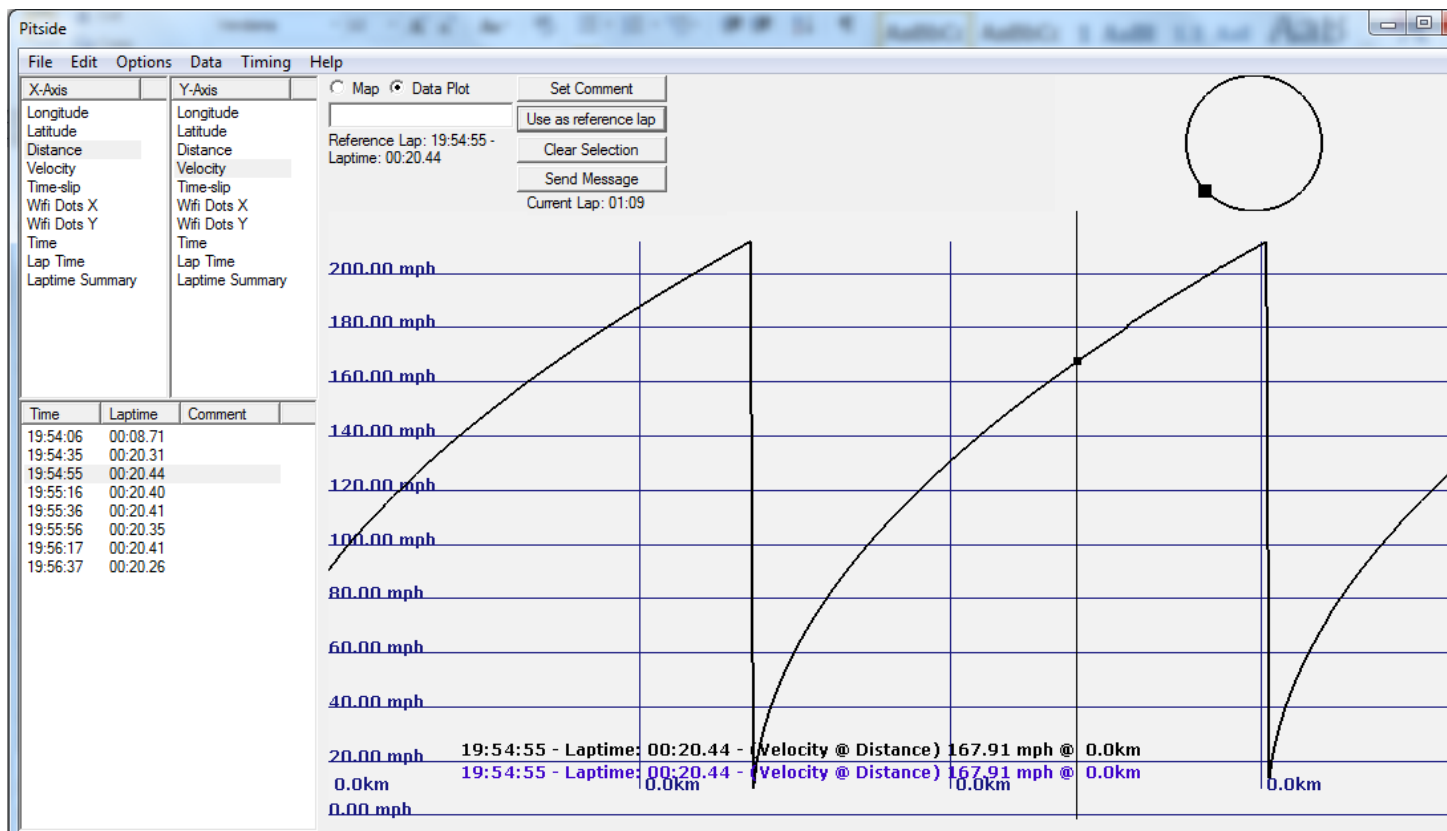 Pitside
File Edit Options Data Timing Help
X-Axis Y-Axis
Longitude Longitude
Latitude Latitude
Distance Distance
Velocity Velocity
Time-slip Time-slip
Wifi Dots X Wifi Dots X
Wifi Dots Y Wifi Dots Y
Time Time
Lap Time Lap Time
Laptime Summary Laptime Summary
Map Data Plot
Reference Lap: 19:54:55 -
Laptime: 00:20.44
Set Comment
Use as reference lap
Clear Selection
Send Message
Current Lap: 01:09
Time Laptime Comment
19:54:06 00:08.71
19:54:35 00:20.31
19:54:55 00:20.44
19:55:16 00:20.40
19:55:36 00:20.41
19:55:56 00:20.35
19:56:17 00:20.41
19:56:37 00:20.26
200.00 mph
180.00 mph
160.00 mph
140.00 mph
120.00 mph
100.00 mph
80.00 mph
60.00 mph
40.00 mph
20.00 mph
19:54:55 - Laptime: 00:20.44 - (Velocity @ Distance) 167.91 mph @ 0.0km
19:54:55 - Laptime: 00:20.44 - (Velocity @ Distance) 167.91 mph @ 0.0km
0.0km 0.0km 0.0km 0.0km
0.00 mph